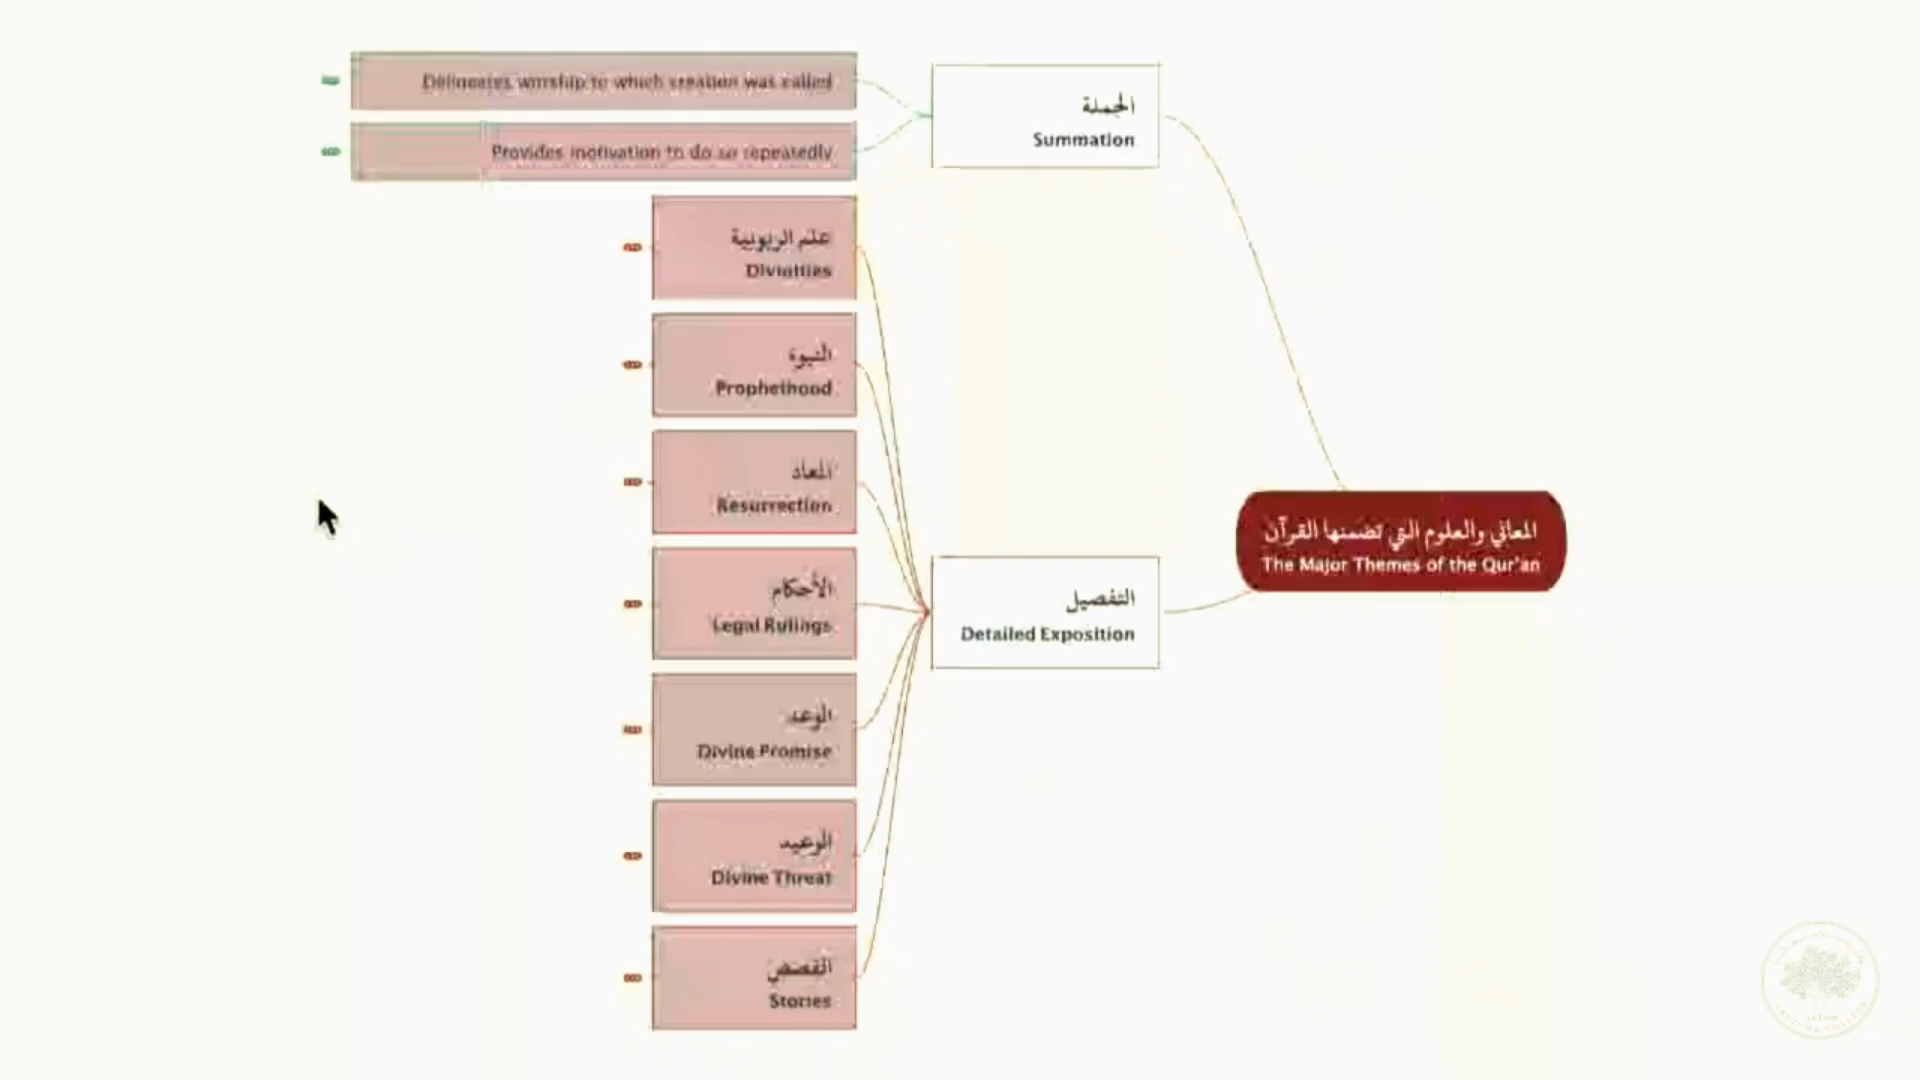 المعاني والعلوم التي تضمنها القرآن
The Major Themes of the Qur'an
الجملة
Summation
Delineates worship to which creation was called
Provides motivation to do so repeatedly
التفصيل
Detailed Exposition
علم الربوبية
Divinities
النبوة
Prophethood
المعاد
Resurrection
الأحكام
Legal Rulings
الوعد
Divine Promise
الوعيد
Divine Threat
القصص
Stories